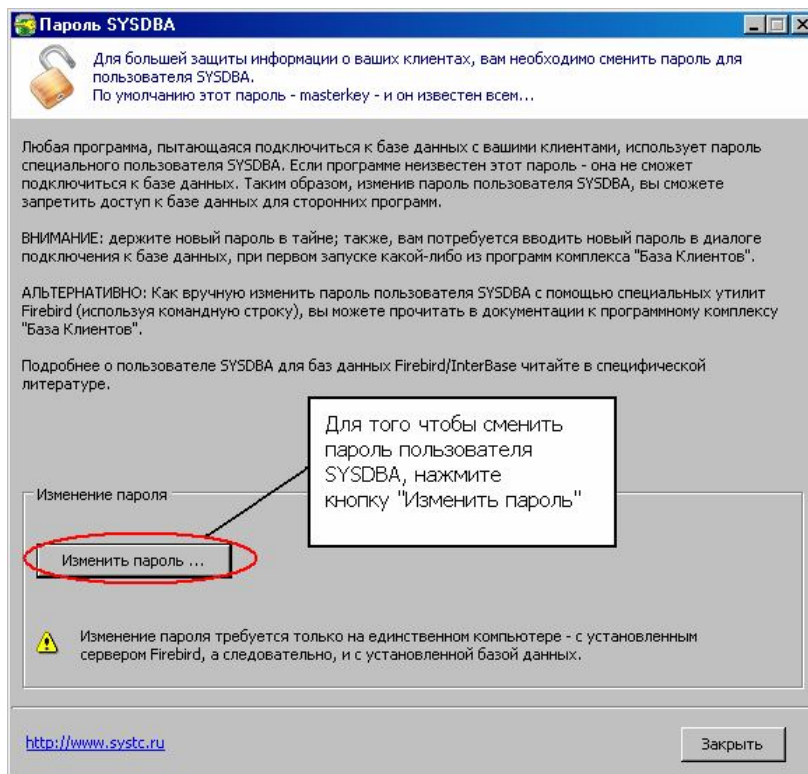 Пароль SYSDBA
Для большей защиты информации о ваших клиентах, вам необходимо сменить пароль для
пользователя SYSDBA.
По умолчанию этот пароль - masterkey - и он известен всем...
Любая программа, пытающаяся подключиться к базе данных с вашими клиентами, использует пароль
специального пользователя SYSDBA. Если программе неизвестен этот пароль - она не сможет
подключиться к базе данных. Таким образом, изменив пароль пользователя SYSDBA, вы сможете
запретить доступ к базе данных для сторонних программ.
ВНИМАНИЕ: держите новый пароль в тайне; также, вам потребуется вводить новый пароль в диалоге
подключения к базе данных, при первом запуске какой-либо из программ комплекса "База Клиентов".
АЛЬТЕРНАТИВНО: Как вручную изменить пароль пользователя SYSDBA с помощью специальных утилит
Firebird (используя командную строку), вы можете прочитать в документации к программному комплексу
"База Клиентов".
Подробнее о пользователе SYSDBA для баз данных Firebird/InterBase читайте в специфической
литературе.
Для того чтобы сменить
пароль пользователя
SYSDBA, нажмите
кнопку "Изменить пароль"
Изменение пароля
Изменить пароль ...
Изменение пароля требуется только на единственном компьютере - с установленным
сервером Firebird, а следовательно, и с установленной базой данных.
http://www.systc.ru
Закрыть